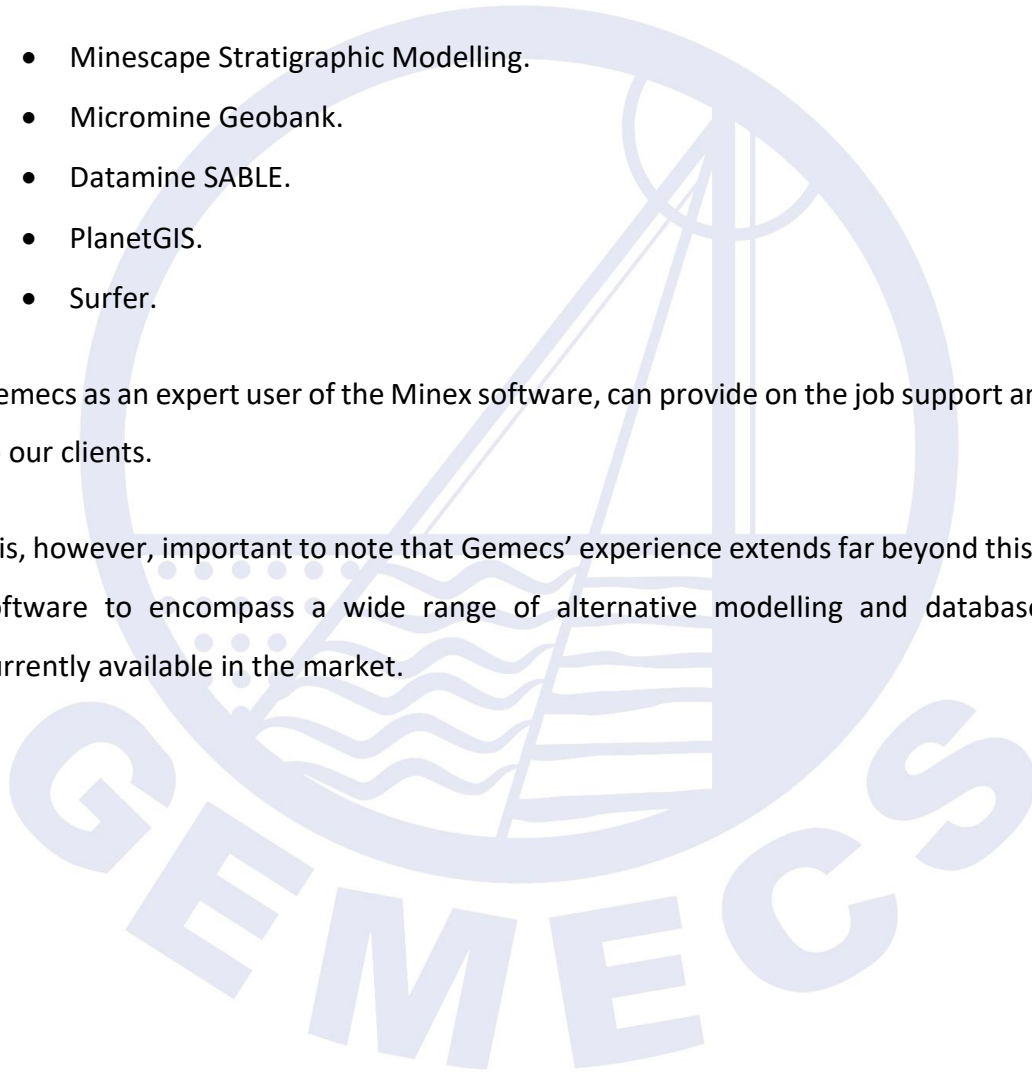 • Minescape Stratigraphic Modelling.
• Micromine Geobank.
• Datamine SABLE.
• PlanetGIS.
• Surfer.
emecs as an expert user of the Minex software, can provide on the job support
our clients.
is, however, important to note that Gemecs’ experience extends far beyond this
oftware to encompass a wide range of alternative modelling and database
urrently available in the market.
GEMECS